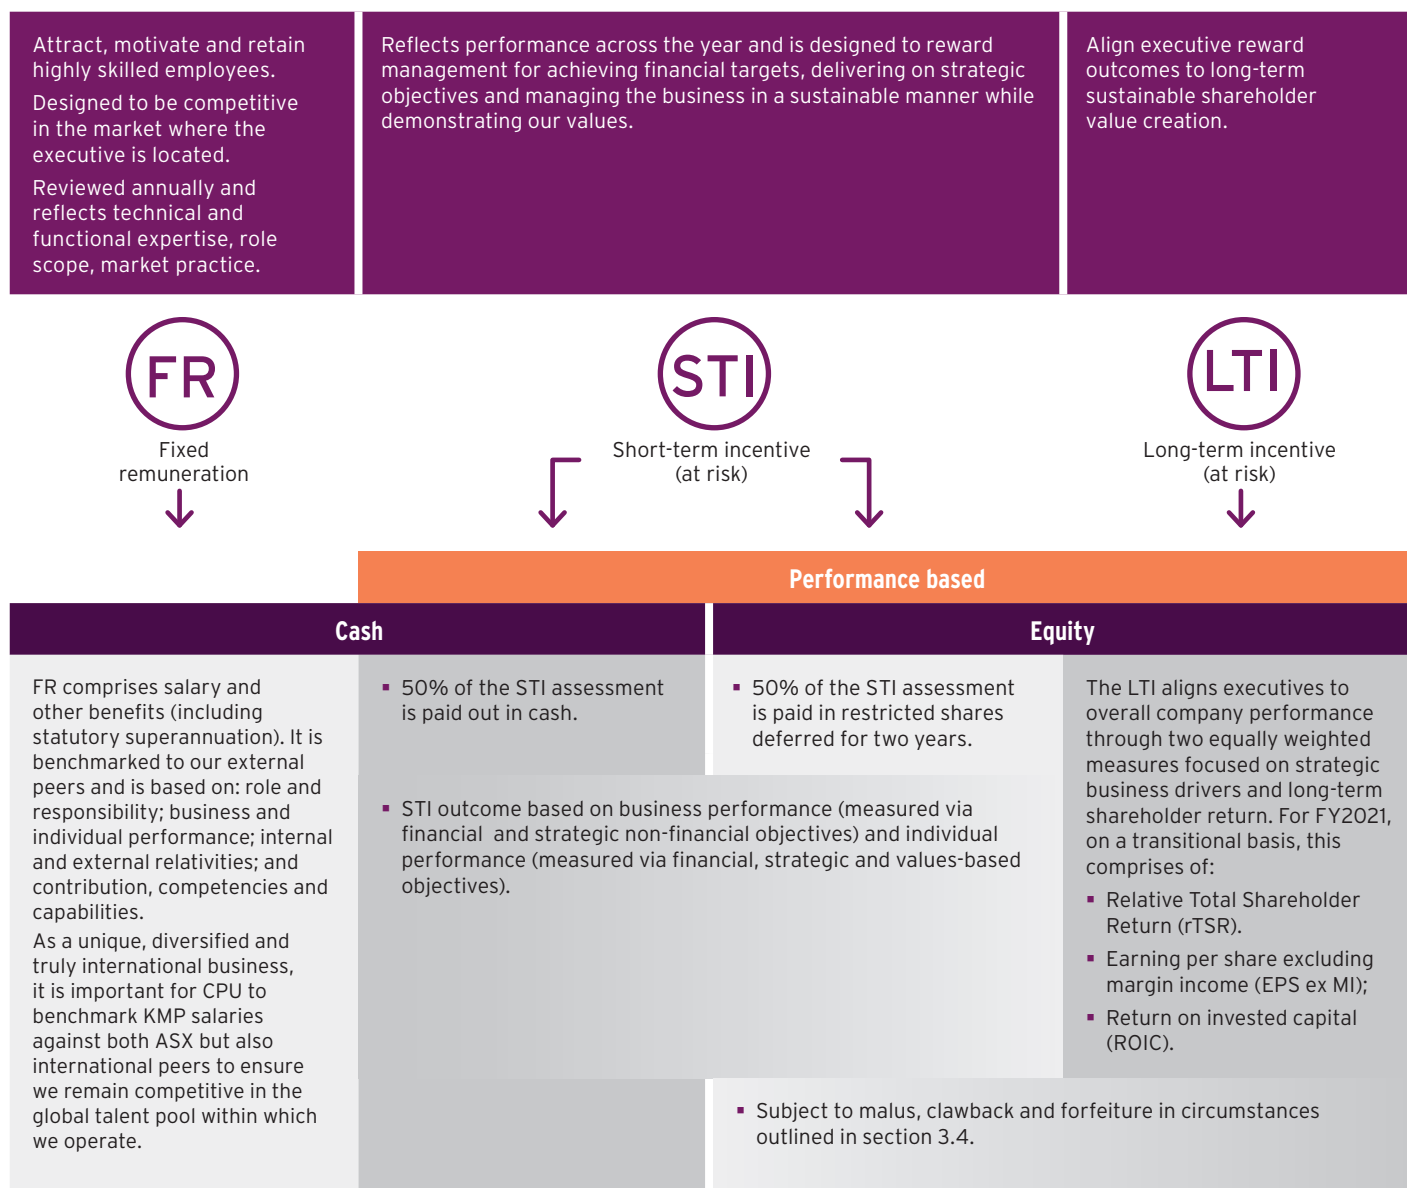 Attract, motivate and retain
highly skilled employees.
Designed to be competitive
in the market where the
executive is located.
Reviewed annually and
reflects technical and
functional expertise, role
scope, market practice.
Reflects performance across the year and is designed to reward
management for achieving financial targets, delivering on strategic
objectives and managing the business in a sustainable manner while
demonstrating our values.
Align executive reward
outcomes to long-term
sustainable shareholder
value creation.
FR
Fixed
remuneration
STI
Short-term incentive
(at risk)
LTI
Long-term incentive
(at risk)
Performance based
Cash
Equity
FR comprises salary and
other benefits (including
statutory superannuation). It is
benchmarked to our external
peers and is based on: role and
responsibility; business and
individual performance; internal
and external relativities; and
contribution, competencies and
capabilities.
As a unique, diversified and
truly international business,
it is important for CPU to
benchmark KMP salaries
against both ASX but also
international peers to ensure
we remain competitive in the
global talent pool within which
we operate.
▪ 50% of the STI assessment
is paid out in cash.
▪ 50% of the STI assessment
is paid in restricted shares
deferred for two years.
▪ STI outcome based on business performance (measured via
financial and strategic non-financial objectives) and individual
performance (measured via financial, strategic and values-based
objectives).
The LTI aligns executives to
overall company performance
through two equally weighted
measures focused on strategic
business drivers and long-term
shareholder return. For FY2021,
on a transitional basis, this
comprises of:
▪ Relative Total Shareholder
Return (rTSR).
▪ Earning per share excluding
margin income (EPS ex MI);
▪ Return on invested capital
(ROIC).
▪ Subject to malus, clawback and forfeiture in circumstances
outlined in section 3.4.